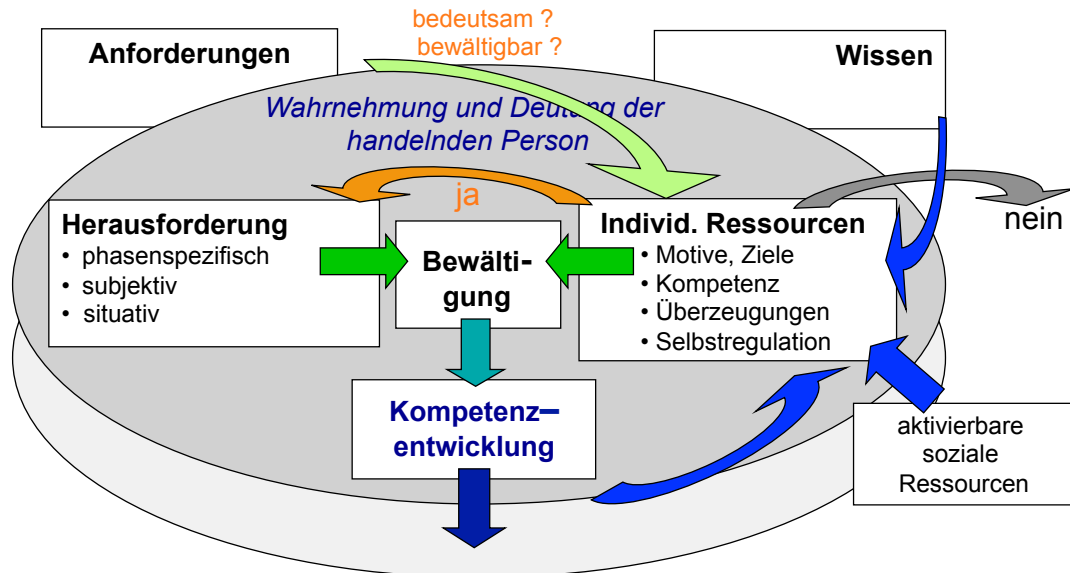 bedeutsam ?
bewältigbar ?
Anforderungen
Wissen
Wahrnehmung und Deutung der
handelnden Person
ja
nein
Herausforderung
• phasenspezifisch
• subjektiv
• situativ
Bewälti-
gung
Individ. Ressourcen
• Motive, Ziele
• Kompetenz
• Überzeugungen
• Selbstregulation
Kompetenz–
entwicklung
aktivierbare
soziale
Ressourcen